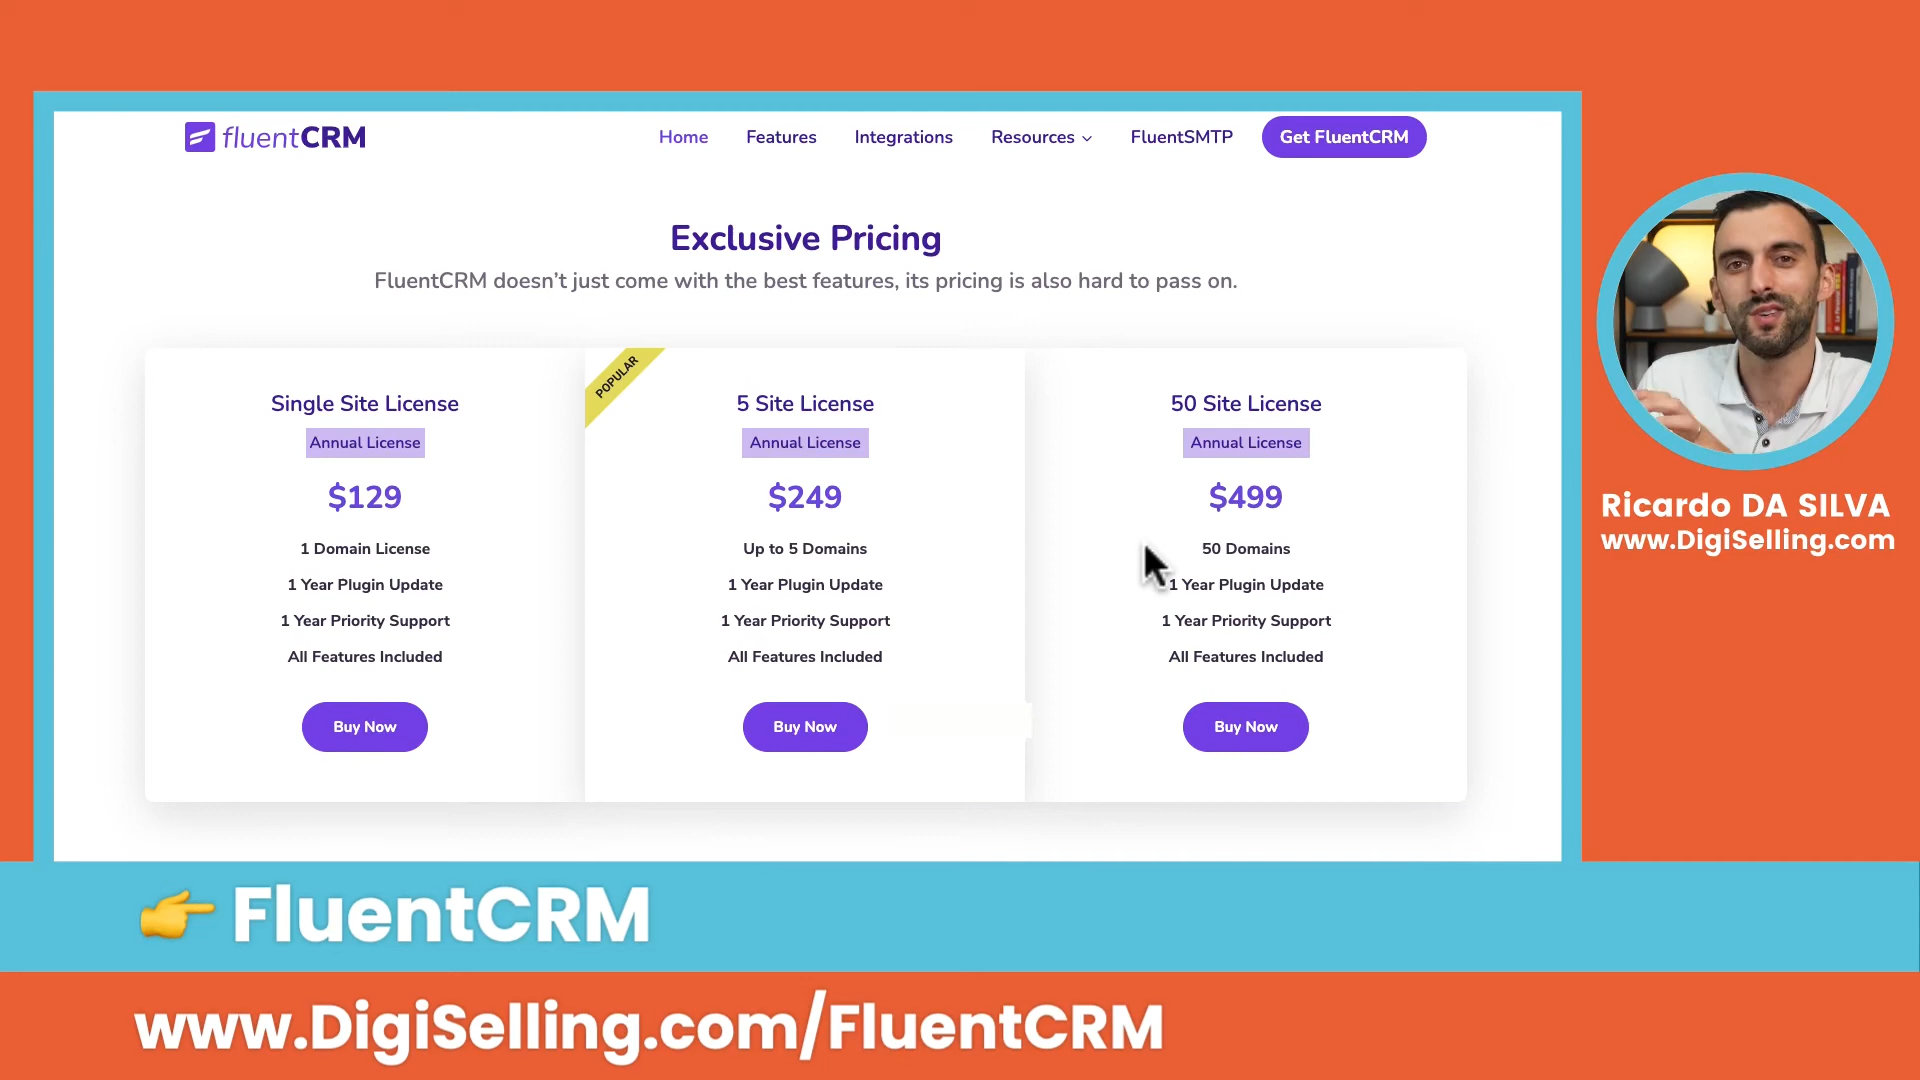 fluentCRM
Home Features Integrations Resources FluentSMTP Get FluentCRM
Exclusive Pricing
FluentCRM doesn’t just come with the best features, its pricing is also hard to pass on.
Single Site License
Annual License
$129
1 Domain License
1 Year Plugin Update
1 Year Priority Support
All Features Included
Buy Now
POPULAR
5 Site License
Annual License
$249
Up to 5 Domains
1 Year Plugin Update
1 Year Priority Support
All Features Included
Buy Now
50 Site License
Annual License
$499
50 Domains
1 Year Plugin Update
1 Year Priority Support
All Features Included
Buy Now
Ricardo DA SILVA
www.DigiSelling.com
FluentCRM
www.DigiSelling.com/FluentCRM